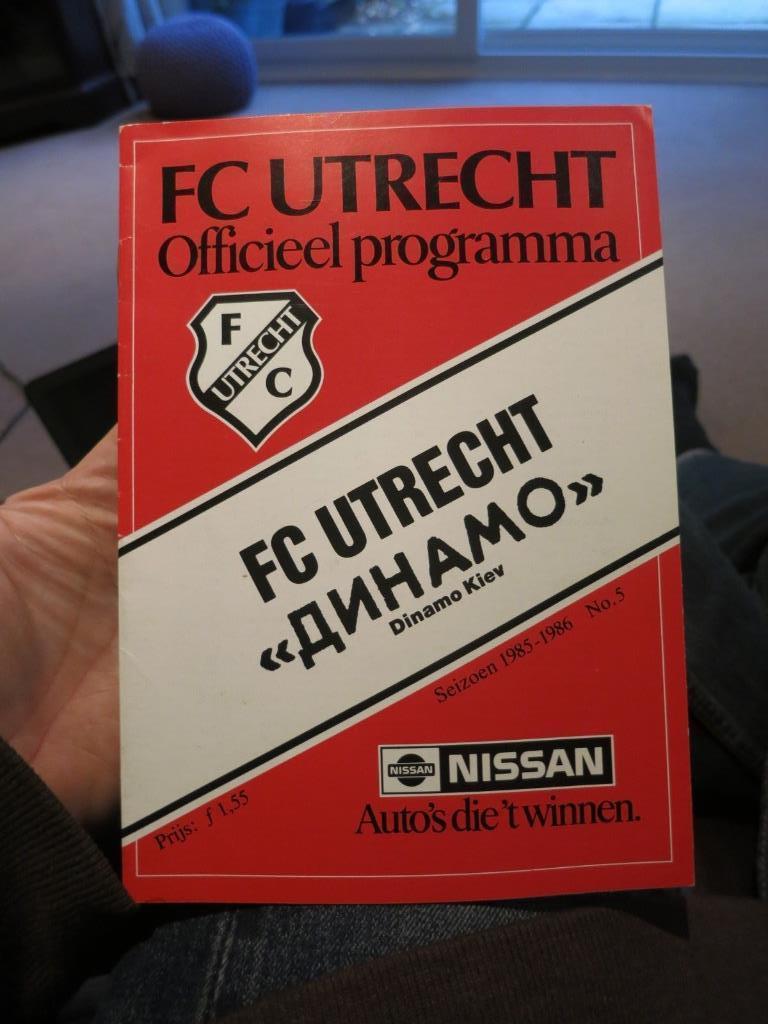 FC UTRECHT
Officieel programma
F
UTRECHT
C
FC UTRECHT
«ДИНАМО»
Dinamo Kiev
Seizoen 1985-1986 No.5
NISSAN NISSAN
Prijs: ƒ 1,55
Auto's die 't winnen.